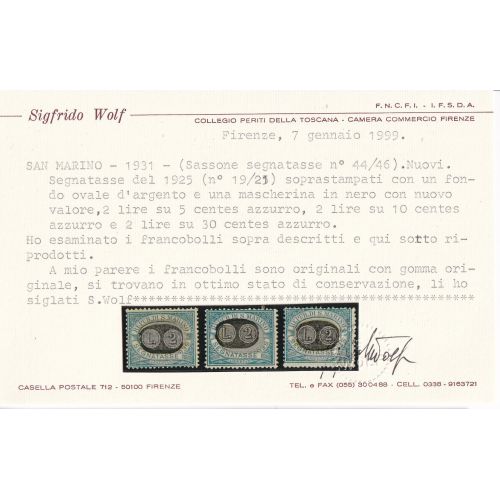 F.N.C.F.I. - I.F.S.D.A.
Sigfrido Wolf
COLLEGIO PERITI DELLA TOSCANA - CAMERA COMMERCIO FIRENZE
Firenze, 7 gennaio 1999.
SAN MARINO - 1931 - (Sassone segnatasse n° 44/46).Nuovi.
Segnatasse del 1925 (n° 19/21) soprastampati con un fon-
do ovale d'argento e una mascherina in nero con nuovo
valore,2 lire su 5 centes azzurro, 2 lire su 10 centes
azzurro e 2 lire su 30 centes azzurro.
Ho esaminato i francobolli sopra descritti e qui sotto ri-
prodotti.
A mio parere i francobolli sono originali con gomma ori-
ginale, si trovano in ottimo stato di conservazione, li ho
siglati S.Wolf
L 2 L 2 L 2
SEGNATASSE SEGNATASSE SEGNATASSE
SWolf
CASELLA POSTALE 712 - 50100 FIRENZE
TEL. e FAX (055) 300488 - CELL. 0336-9163721